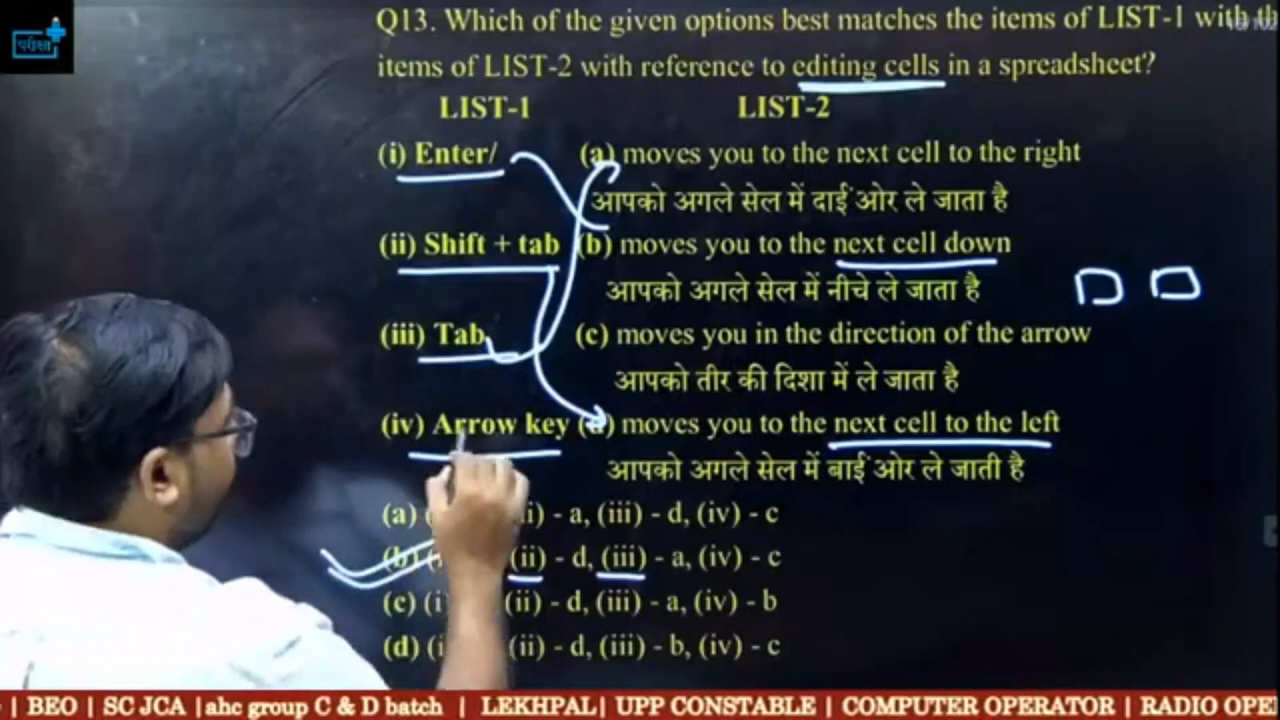 परीक्षा
Q13. Which of the given options best matches the items of LIST-1 with
items of LIST-2 with reference to editing cells in a spreadsheet?
LIST-1 LIST-2
(i) Enter/ (a) moves you to the next cell to the right
आपको अगले सेल में दाईं ओर ले जाता है
(ii) Shift + tab (b) moves you to the next cell down
आपको अगले सेल में नीचे ले जाता है
(iii) Tab (c) moves you in the direction of the arrow
आपको तीर की दिशा में ले जाता है
(iv) Arrow key (d) moves you to the next cell to the left
आपको अगले सेल में बाईं ओर ले जाती है
(a) - a, (iii) - d, (iv) - c
(b) (ii) - d, (iii) - a, (iv) - c
(c) (i (ii) - d, (iii) - a, (iv) - b
(d) (i (ii) - d, (iii) - b, (iv) - c
| BEO | SC JCA |ahc group C & D batch | LEKHPAL| UPP CONSTABLE | COMPUTER OPERATOR | RADIO OPE